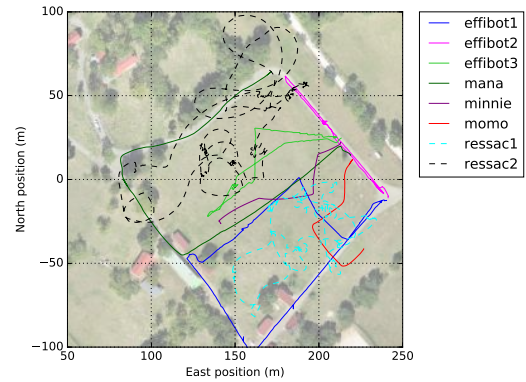 100
50
0
−50
−100
50
100
150
200
250
North position (m)
East position (m)
effibot1
effibot2
effibot3
mana
minnie
momo
ressac1
ressac2